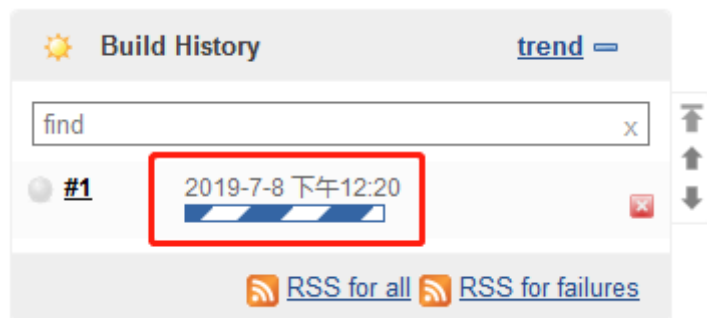 Build History trend
find x
#1 2019-7-8 下午12:20
RSS for all RSS for failures